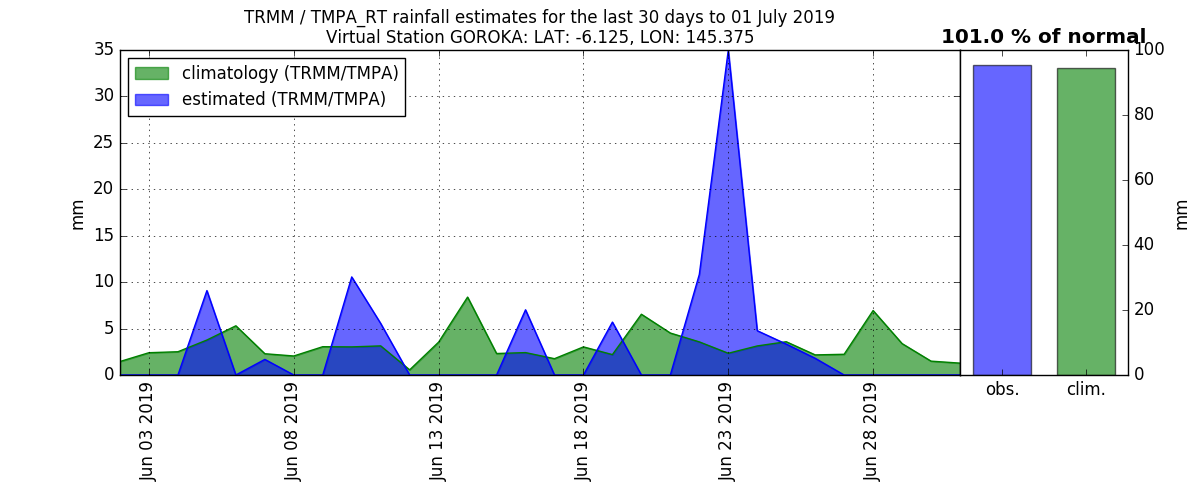 TRMM / TMPA_RT rainfall estimates for the last 30 days to 01 July 2019
Virtual Station GOROKA: LAT: -6.125, LON: 145.375
101.0 % of normal
climatology (TRMM/TMPA)
estimated (TRMM/TMPA)
35
30
25
20
15
10
5
0
mm
Jun 03 2019
Jun 08 2019
Jun 13 2019
Jun 18 2019
Jun 23 2019
Jun 28 2019
obs.
clim.
100
80
60
40
20
0
mm